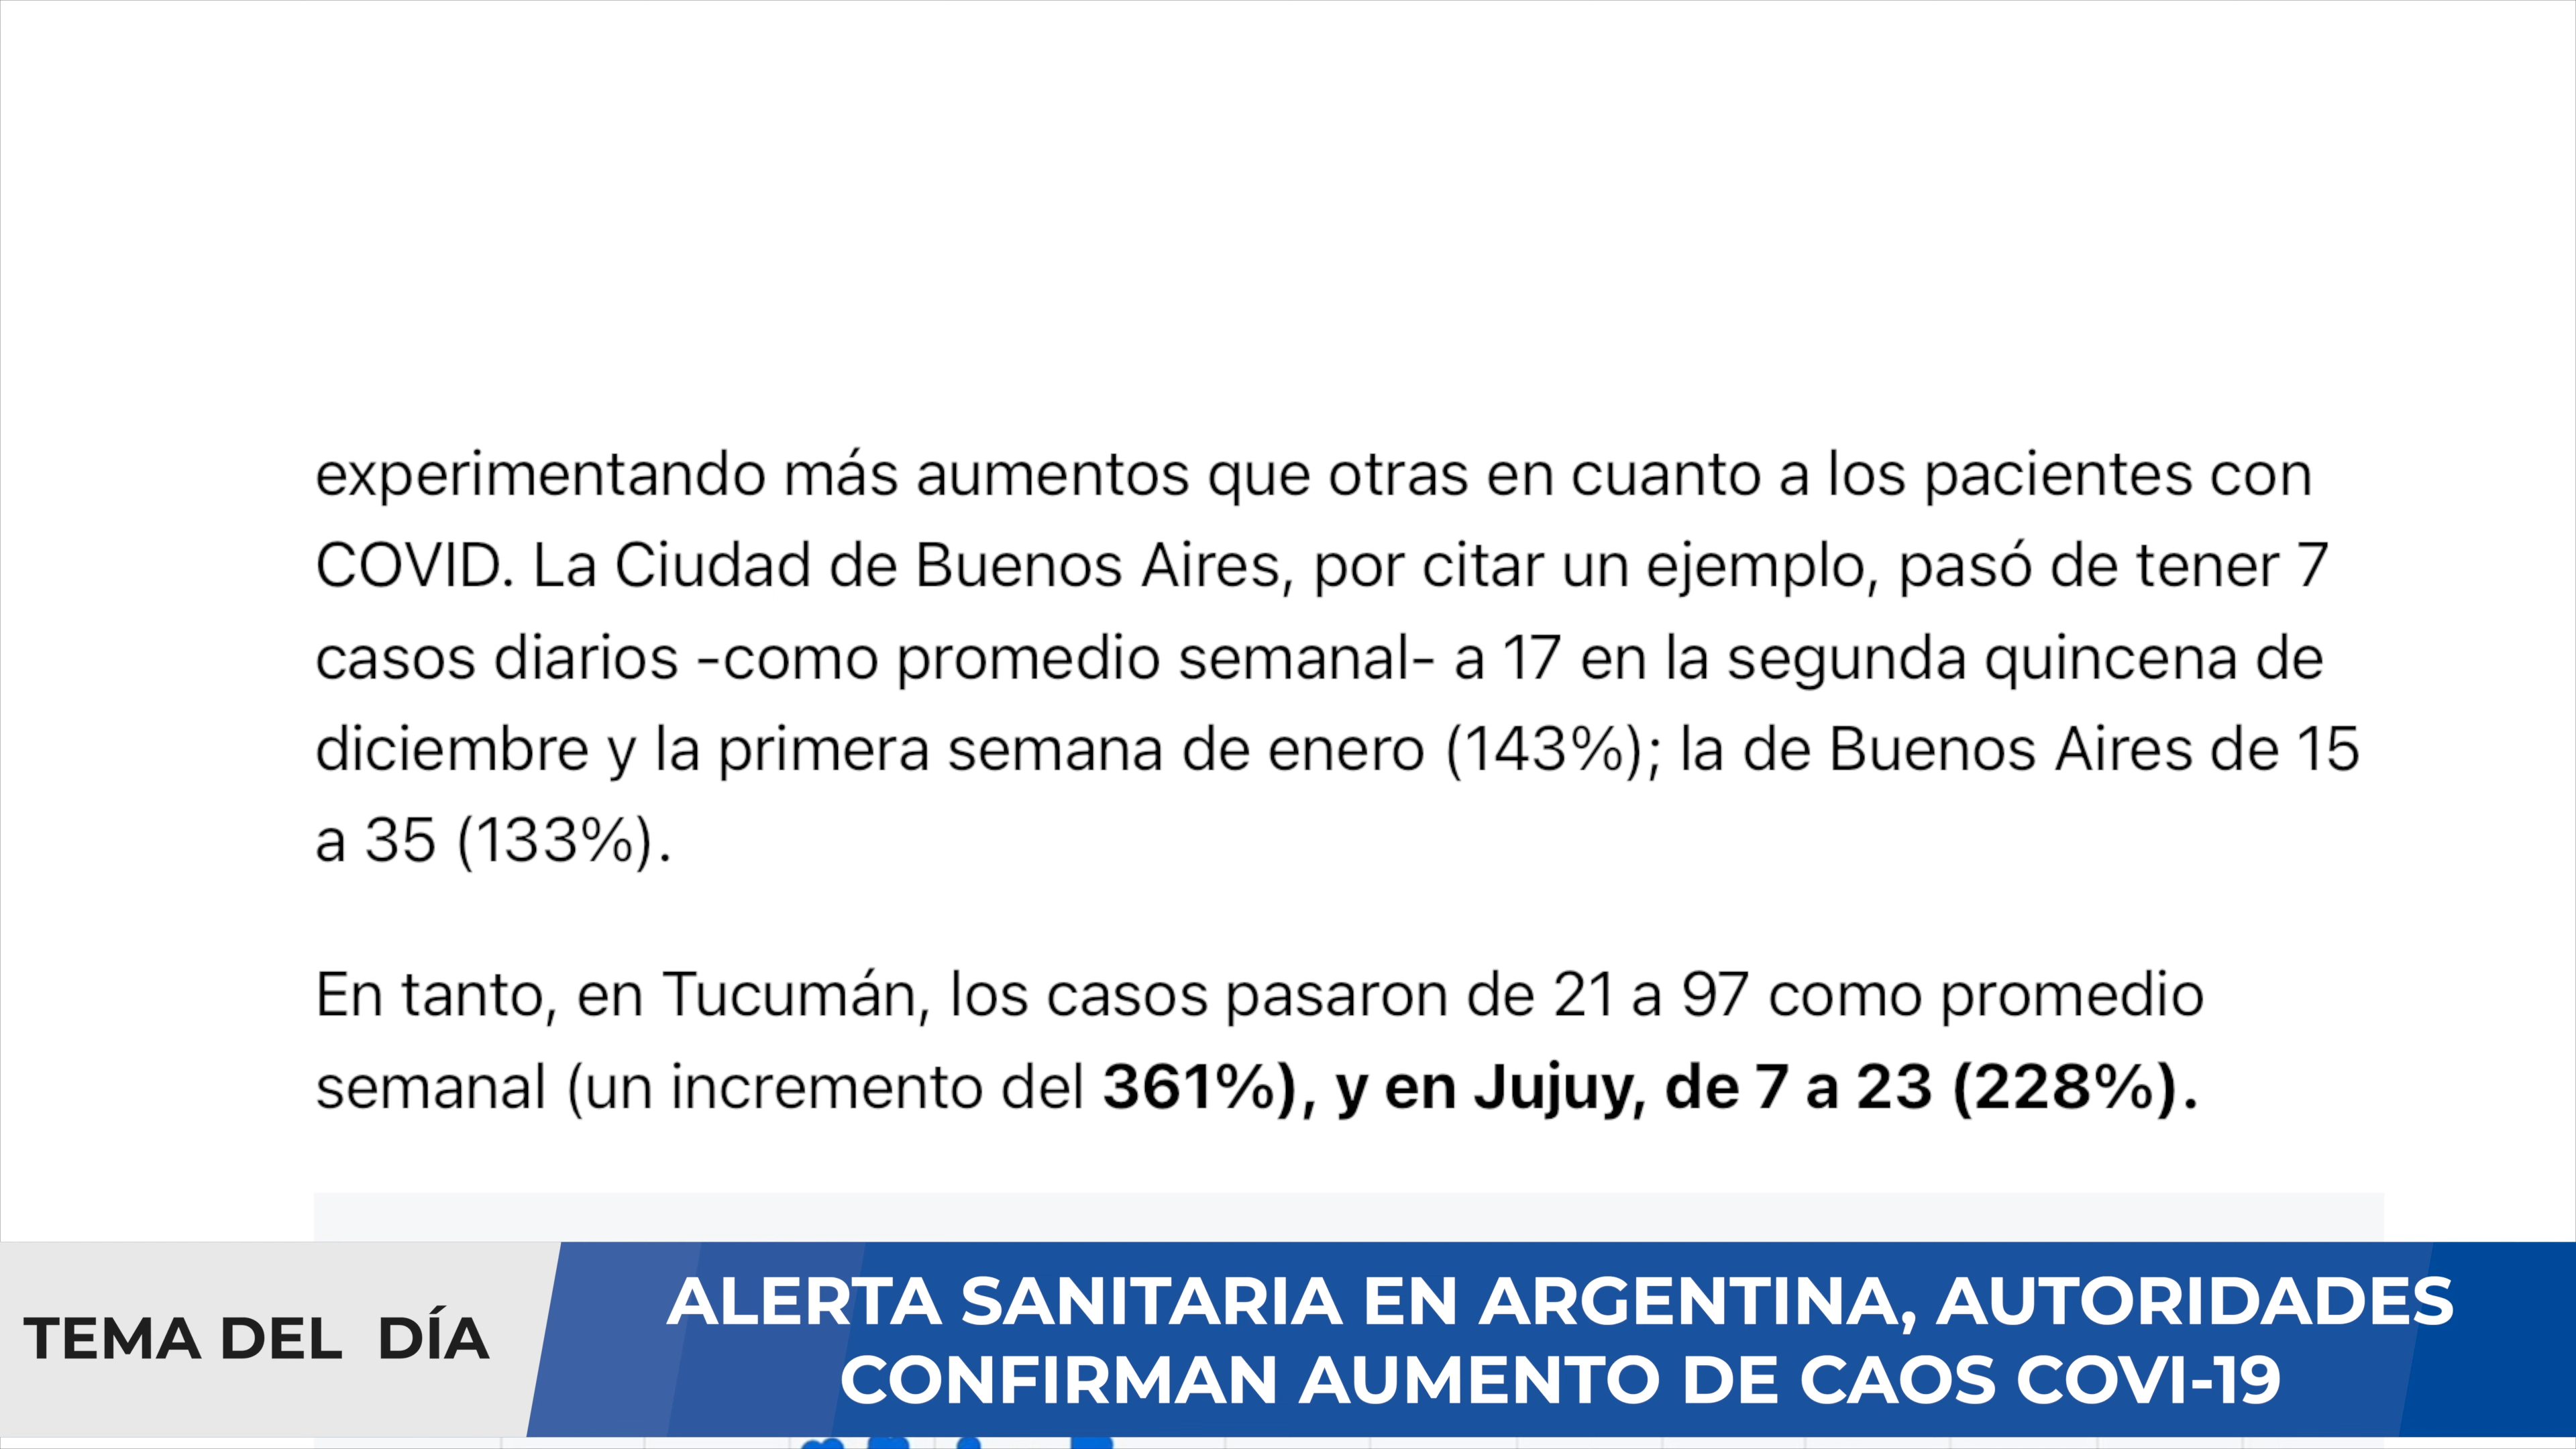 experimentando más aumentos que otras en cuanto a los pacientes con
COVID. La Ciudad de Buenos Aires, por citar un ejemplo, pasó de tener 7
casos diarios -como promedio semanal- a 17 en la segunda quincena de
diciembre y la primera semana de enero (143%); la de Buenos Aires de 15
a 35 (133%).
En tanto, en Tucumán, los casos pasaron de 21 a 97 como promedio
semanal (un incremento del 361%), y en Jujuy, de 7 a 23 (228%).
TEMA DEL DÍA
ALERTA SANITARIA EN ARGENTINA, AUTORIDADES
CONFIRMAN AUMENTO DE CAOS COVI-19